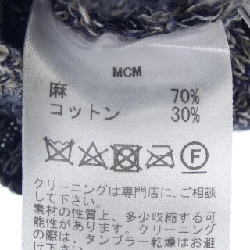 MCM
麻 70%
コットン 30%
F
クリーニングは専門店に、ご相談
して下さい。
素材の性質上、多少収縮する可
能性があります。クリーニング
の際は、タンブラー乾燥はお避